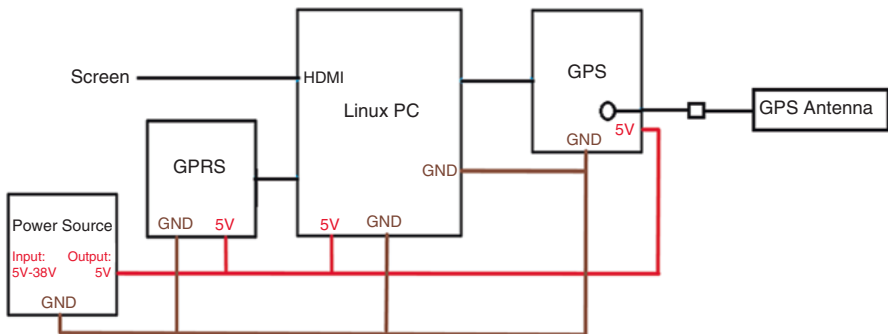 Screen
HDMI
Linux PC
GND
GND
5V
GPS
GND
5V
GPS Antenna
GPRS
GND
5V
Power Source
Input:
5V-38V
Output:
5V
GND